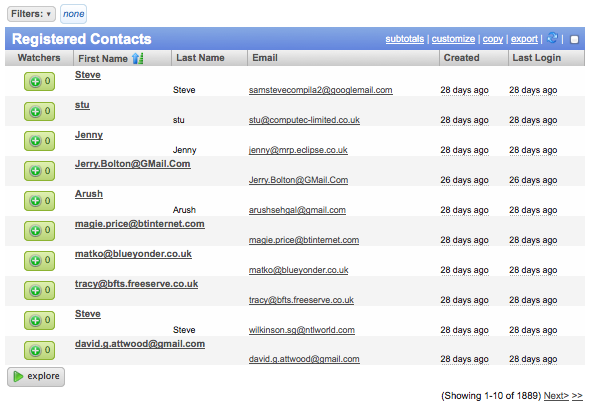 Filters: ▼ none
Registered Contacts subtotals | customize | copy | export | |
Watchers First Name Last Name Email Created Last Login
0 Steve Steve samstevecompila2@googlemail.com 28 days ago 28 days ago
0 stu stu stu@computec-limited.co.uk 28 days ago 28 days ago
0 Jenny Jenny jenny@mrp.eclipse.co.uk 28 days ago 28 days ago
0 Jerry.Bolton@GMail.Com Jerry.Bolton@GMail.Com 26 days ago 26 days ago
0 Arush Arush arushsehgal@gmail.com 28 days ago 28 days ago
0 magie.price@btinternet.com magie.price@btinternet.com 28 days ago 28 days ago
0 matko@blueyonder.co.uk matko@blueyonder.co.uk 28 days ago 28 days ago
0 tracy@bfts.freeserve.co.uk tracy@bfts.freeserve.co.uk 28 days ago 28 days ago
0 Steve Steve wilkinson.sg@ntlworld.com 28 days ago 28 days ago
0 david.g.attwood@gmail.com david.g.attwood@gmail.com 28 days ago 28 days ago
explore
(Showing 1-10 of 1889) Next> >>